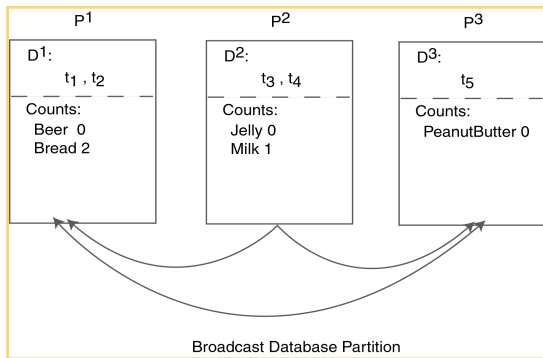 P1 P2 P3
D1: D2: D3:
t1 , t2 t3 , t4 t5
Counts: Counts: Counts:
Beer 0 Jelly 0 PeanutButter 0
Bread 2 Milk 1
Broadcast Database Partition